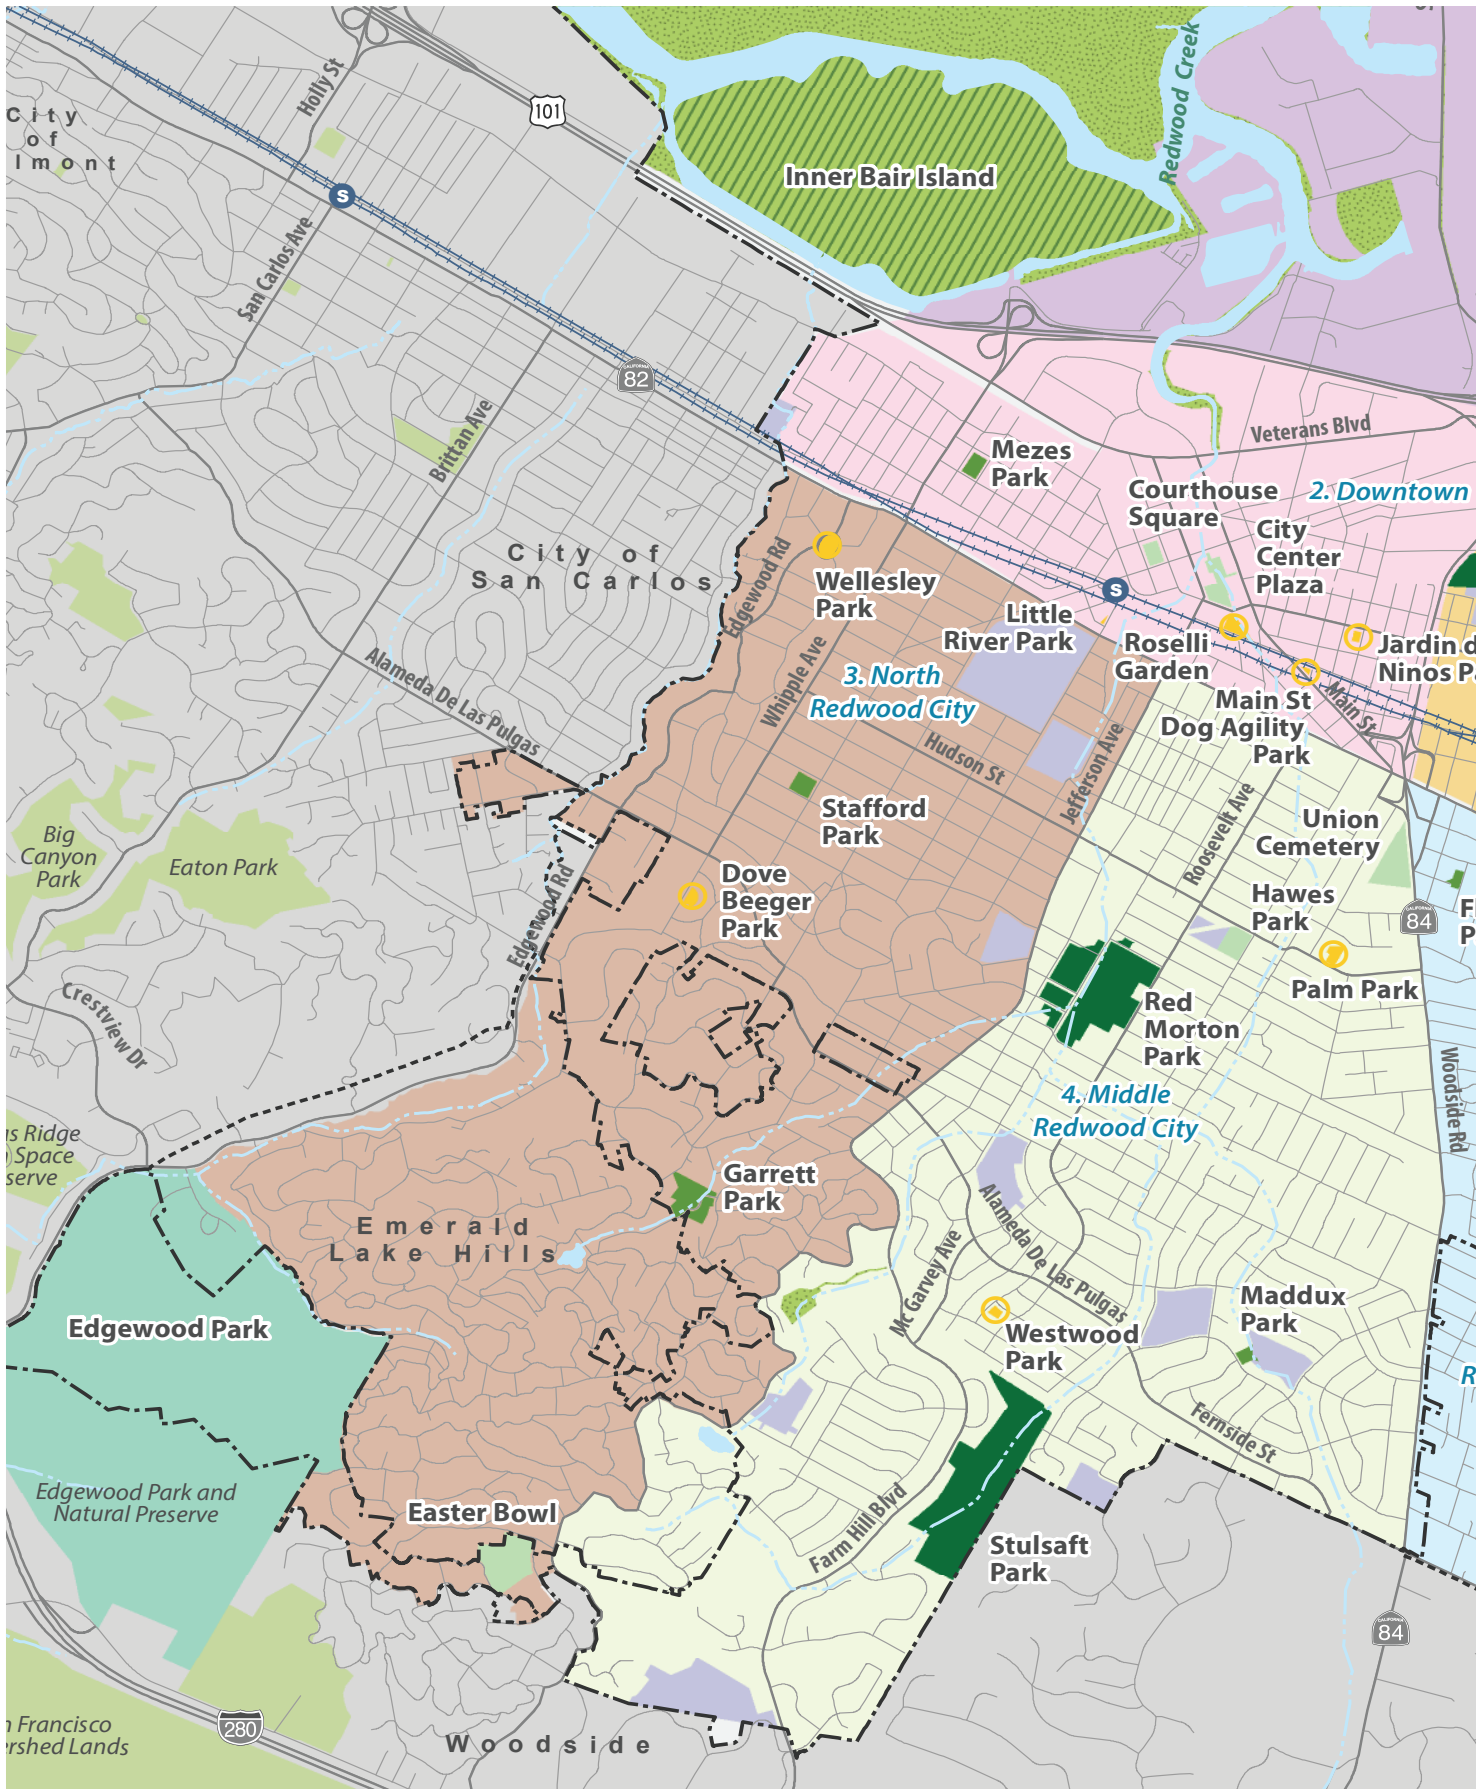 Redwood Creek
Holly St
101
City
of
lmont
Inner Bair Island
S
San Carlos Ave
CALIFORNIA
82
Brittan Ave
Veterans Blvd
Mezes
Park
Courthouse
Square
2. Downtown
City
Center
Plaza
City of
San Carlos
Edgewood Rd
Wellesley
Park
S
Little
River Park
Roselli
Garden
Jardin d
Ninos P
Alameda De Las Pulgas
Whipple Ave
3. North
Redwood City
Main St
Main St
Dog Agility
Park
Hudson St
Jefferson Ave
Stafford
Park
Roosevelt Ave
Union
Cemetery
Big
Canyon
Park
Eaton Park
Edgewood Rd
Dove
Beeger
Park
Hawes
Park
CALIFORNIA
84
F
P
Palm Park
Crestview Dr
Red
Morton
Park
Woodside Rd
4. Middle
Redwood City
s Ridge
Space
serve
Garrett
Park
Emerald
Lake Hills
Alameda De Las Pulgas
Mc Garvey Ave
Maddux
Park
Edgewood Park
Westwood
Park
R
Fernside St
Edgewood Park and
Natural Preserve
Easter Bowl
Farm Hill Blvd
Stulsaft
Park
CALIFORNIA
84
n Francisco
ershed Lands
280
Woodside